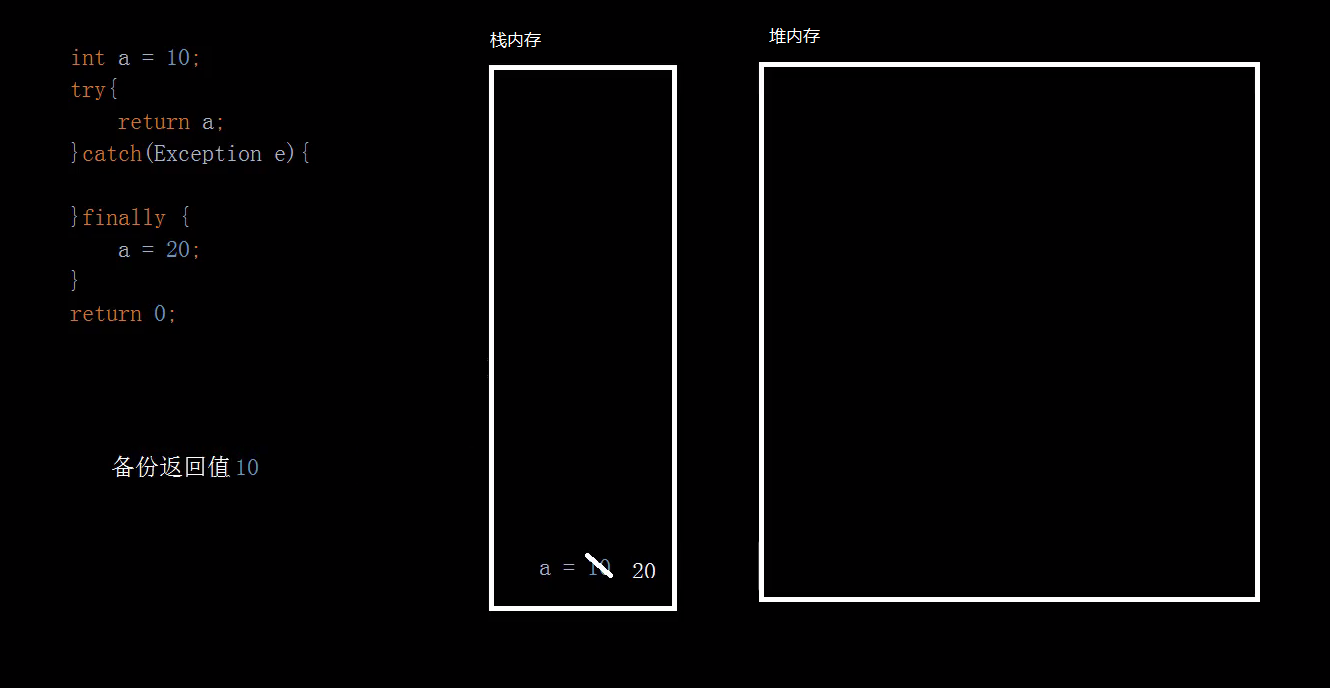 int a = 10;
try{
    return a;
}catch(Exception e){
}finally {
    a = 20;
}
return 0;
备份返回值10
栈内存
a = 10 20
堆内存